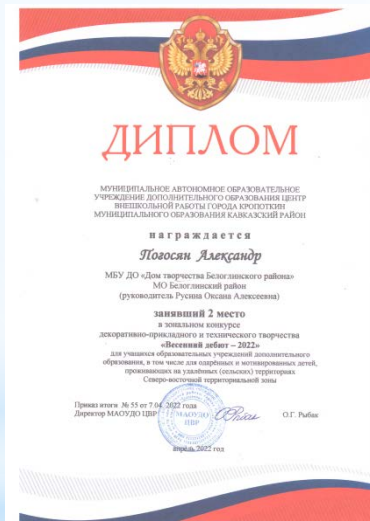 ДИПЛОМ
МУНИЦИПАЛЬНОЕ АВТОНОМНОЕ ОБРАЗОВАТЕЛЬНОЕ
УЧРЕЖДЕНИЕ ДОПОЛНИТЕЛЬНОГО ОБРАЗОВАНИЯ ЦЕНТР
ВНЕШКОЛЬНОЙ РАБОТЫ ГОРОДА КРОПОТКИН
МУНИЦИПАЛЬНОГО ОБРАЗОВАНИЯ КАВКАЗСКИЙ РАЙОН
награждается
Погосян Александр
МБУ ДО «Дом творчества Белоглинского района»
МО Белоглинский район
(руководитель Русина Оксана Алексеевна)
занявший 2 место
в зональном конкурсе
декоративно-прикладного и технического творчества
«Весенний дебют – 2022»
для учащихся образовательных учреждений дополнительного
образования, в том числе для одарённых и мотивированных детей,
проживающих на удалённых (сельских) территориях
Северо-восточной территориальной зоны
Приказ итоги № 55 от 7.04.2022 года
Директор МАОУДО ЦВР О.Г. Рыбак
МАОУДО
ЦВР
апрель 2022 год